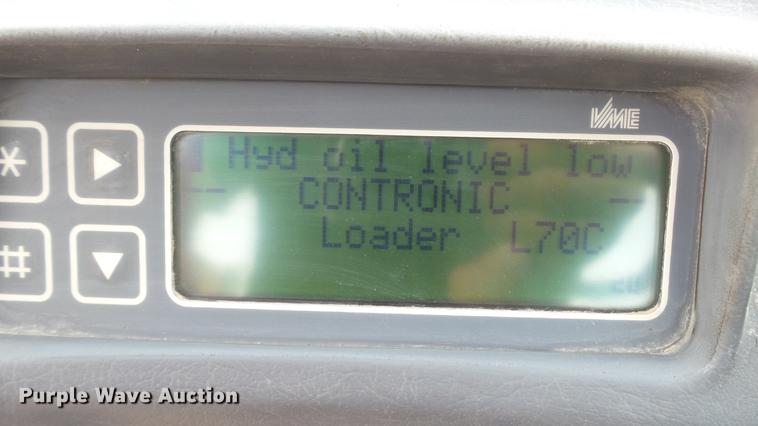 VME
Hyd oil level low
-- CONTRONIC --
Loader L70C
*
#
Purple Wave Auction